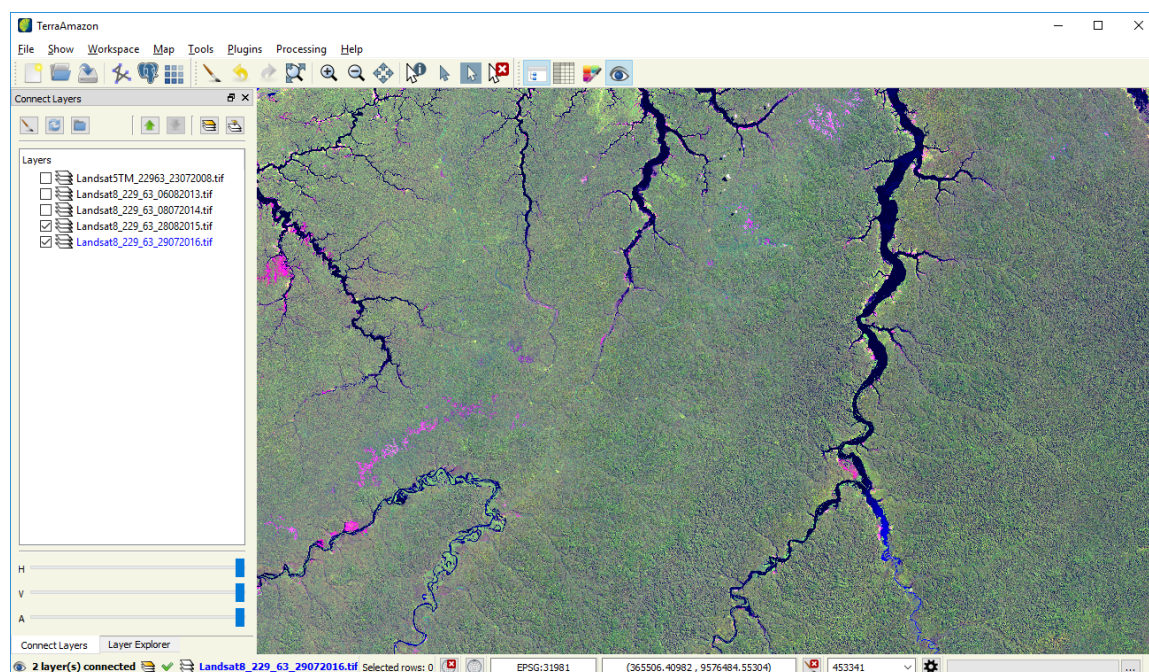 TerraAmazon
File Show Workspace Map Tools Plugins Processing Help
Connect Layers
Layers
Landsat5TM_22963_23072008.tif
Landsat8_229_63_06082013.tif
Landsat8_229_63_08072014.tif
Landsat8_229_63_28082015.tif
Landsat8_229_63_29072016.tif
H
V
A
Connect Layers Layer Explorer
2 layer(s) connected Landsat8_229_63_29072016.tif Selected rows: 0 EPSG:31981 (365506.40982 , 9576484.55304) 453341 ...